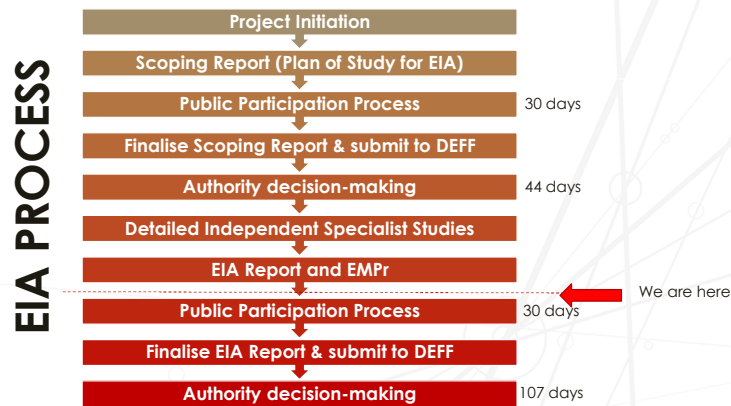 EIA PROCESS
Project Initiation
Scoping Report (Plan of Study for EIA)
Public Participation Process 30 days
Finalise Scoping Report & submit to DEFF
Authority decision-making 44 days
Detailed Independent Specialist Studies
EIA Report and EMPr
We are here
Public Participation Process 30 days
Finalise EIA Report & submit to DEFF
Authority decision-making 107 days